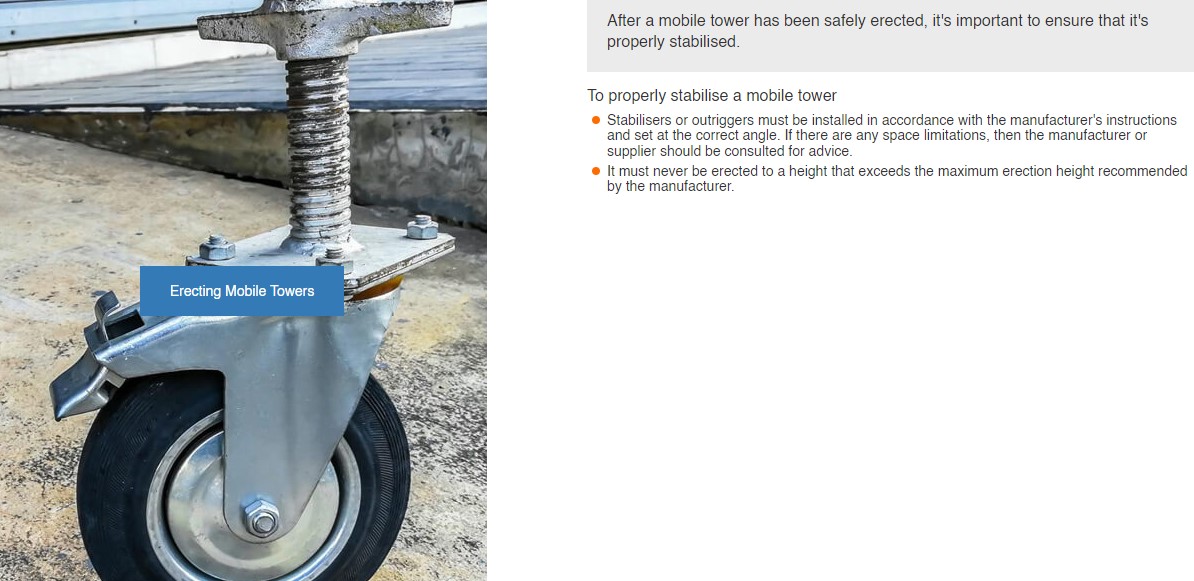 After a mobile tower has been safely erected, it's important to ensure that it's
properly stabilised.
To properly stabilise a mobile tower
Stabilisers or outriggers must be installed in accordance with the manufacturer's instructions
and set at the correct angle. If there are any space limitations, then the manufacturer or
supplier should be consulted for advice.
It must never be erected to a height that exceeds the maximum erection height recommended
by the manufacturer.
Erecting Mobile Towers